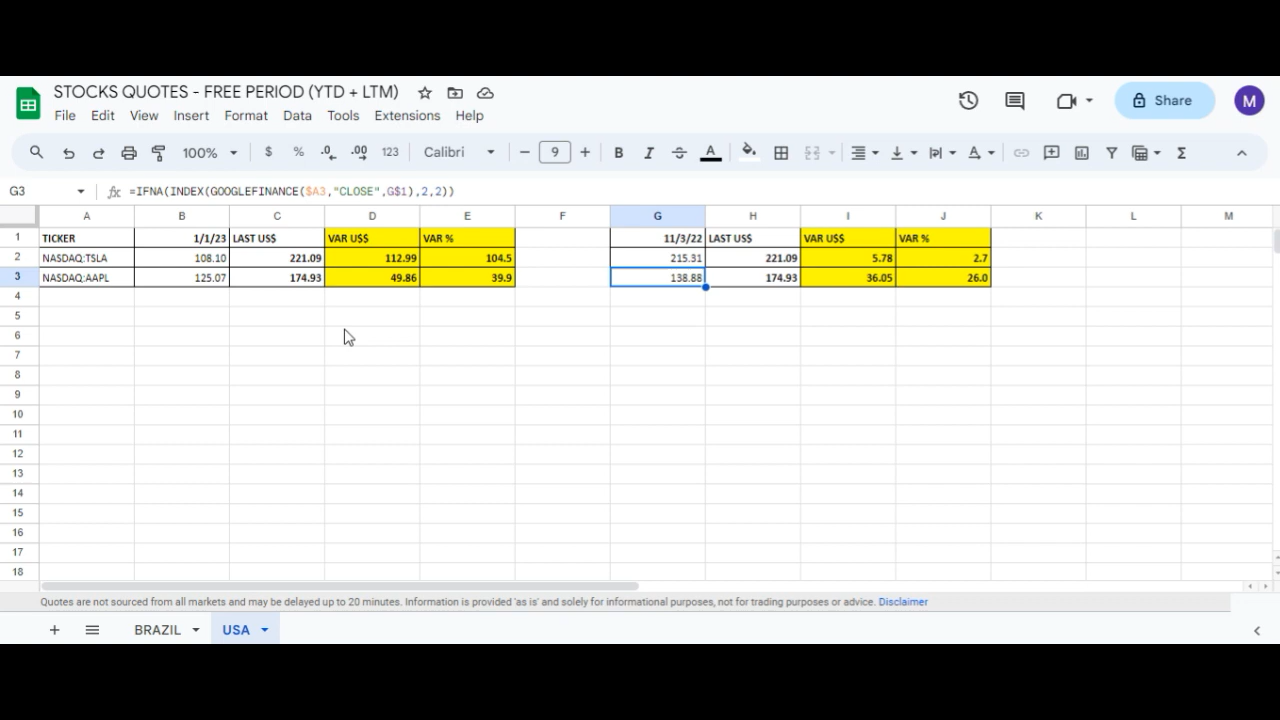 STOCKS QUOTES - FREE PERIOD (YTD + LTM)
File Edit View Insert Format Data Tools Extensions Help
Share
M
100% $ % .0 .00 123 Calibri 9 B I A Σ
G3 fx =IFNA(INDEX(GOOGLEFINANCE($A3,"CLOSE",G$1),2,2))
A B C D E F G H I J K L M
1 TICKER 1/1/23 LAST US$ VAR U$$ VAR % 11/3/22 LAST US$ VAR U$$ VAR %
2 NASDAQ:TSLA 108.10 221.09 112.99 104.5 215.31 221.09 5.78 2.7
3 NASDAQ:AAPL 125.07 174.93 49.86 39.9 138.88 174.93 36.05 26.0
4
5
6
7
8
9
10
11
12
13
14
15
16
17
18
Quotes are not sourced from all markets and may be delayed up to 20 minutes. Information is provided 'as is' and solely for informational purposes, not for trading purposes or advice. Disclaimer
BRAZIL USA